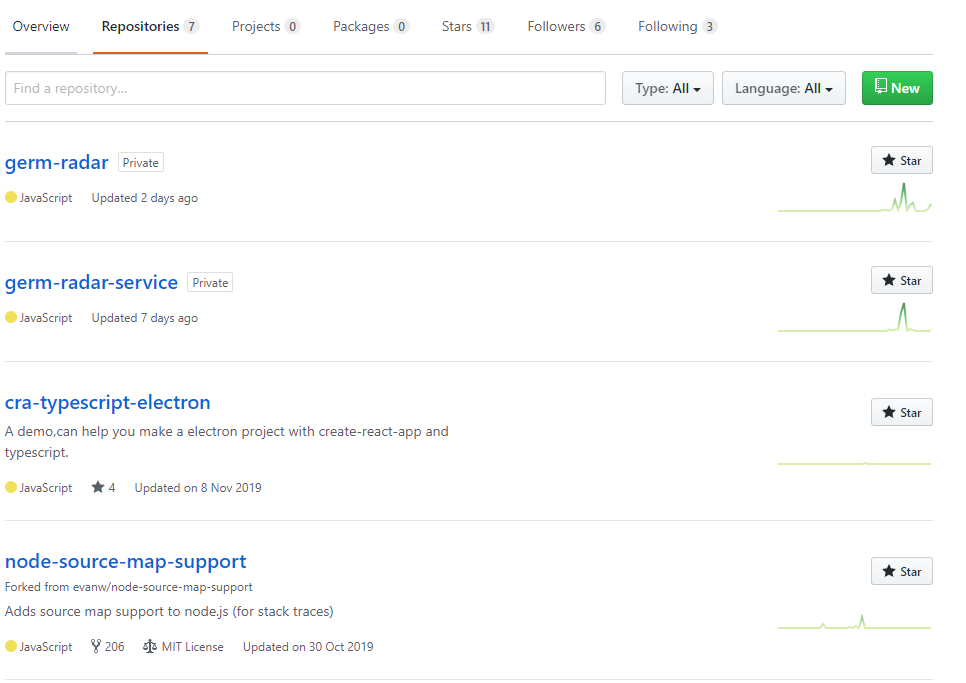 Overview Repositories 7 Projects 0 Packages 0 Stars 11 Followers 6 Following 3
Find a repository... Type: All Language: All New
germ-radar Private Star
JavaScript Updated 2 days ago
germ-radar-service Private Star
JavaScript Updated 7 days ago
cra-typescript-electron Star
A demo,can help you make a electron project with create-react-app and
typescript.
JavaScript 4 Updated on 8 Nov 2019
node-source-map-support Star
Forked from evanw/node-source-map-support
Adds source map support to node.js (for stack traces)
JavaScript 206 MIT License Updated on 30 Oct 2019